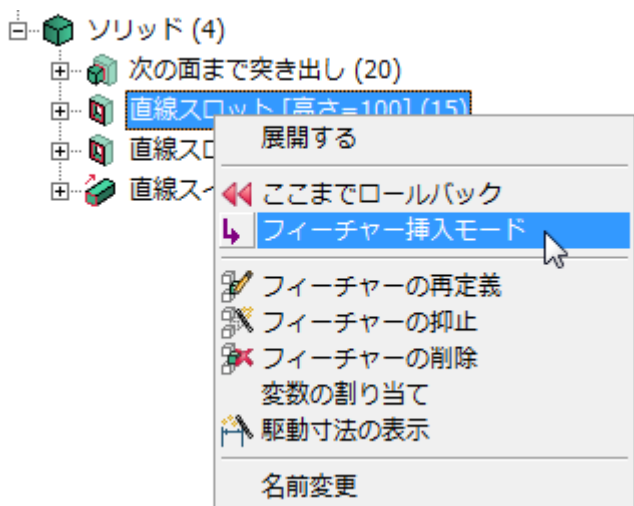 ソリッド (4)
次の面まで突き出し (20)
直線スロット [高さ=100] (15)
直線スロ
直線スイ
展開する
ここまでロールバック
フィーチャー挿入モード
フィーチャーの再定義
フィーチャーの抑止
フィーチャーの削除
変数の割り当て
駆動寸法の表示
名前変更